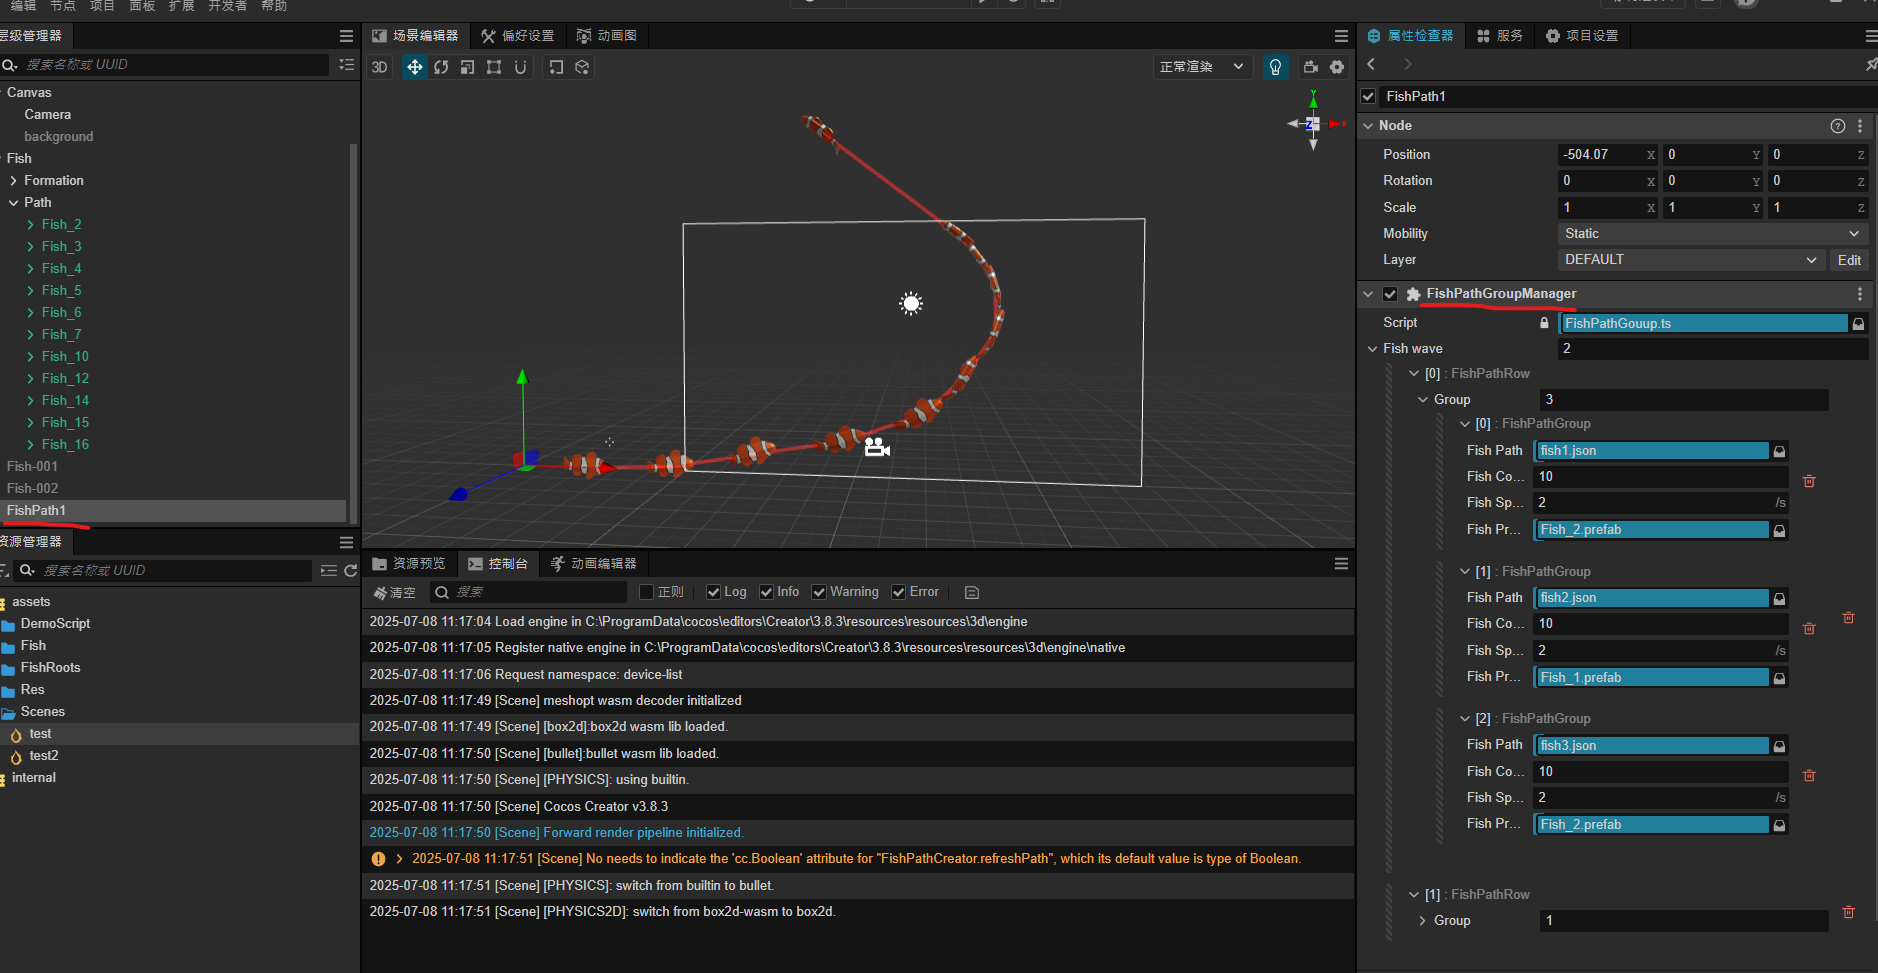 编辑 节点 项目 面板 扩展 开发者 帮助
层级管理器
搜索名称或 UUID
Canvas
Camera
background
Fish
Formation
Path
Fish_2
Fish_3
Fish_4
Fish_5
Fish_6
Fish_7
Fish_10
Fish_12
Fish_14
Fish_15
Fish_16
Fish-001
Fish-002
FishPath1
资源管理器
搜索名称或 UUID
assets
DemoScript
Fish
FishRoots
Res
Scenes
test
test2
internal
场景编辑器 偏好设置 动画图
3D
正常渲染
Y
X
Z
资源预览 控制台 动画编辑器
清空 搜索 正则 Log Info Warning Error
2025-07-08 11:17:04 Load engine in C:\ProgramData\cocos\editors\Creator\3.8.3\resources\resources\3d\engine
2025-07-08 11:17:05 Register native engine in C:\ProgramData\cocos\editors\Creator\3.8.3\resources\resources\3d\engine\native
2025-07-08 11:17:06 Request namespace: device-list
2025-07-08 11:17:49 [Scene] meshopt wasm decoder initialized
2025-07-08 11:17:49 [Scene] [box2d]:box2d wasm lib loaded.
2025-07-08 11:17:50 [Scene] [bullet]:bullet wasm lib loaded.
2025-07-08 11:17:50 [Scene] [PHYSICS]: using builtin.
2025-07-08 11:17:50 [Scene] Cocos Creator v3.8.3
2025-07-08 11:17:50 [Scene] Forward render pipeline initialized.
2025-07-08 11:17:51 [Scene] No needs to indicate the 'cc.Boolean' attribute for "FishPathCreator.refreshPath", which its default value is type of Boolean.
2025-07-08 11:17:51 [Scene] [PHYSICS]: switch from builtin to bullet.
2025-07-08 11:17:51 [Scene] [PHYSICS2D]: switch from box2d-wasm to box2d.
属性检查器 服务 项目设置
FishPath1
Node
Position -504.07 X 0 Y 0 Z
Rotation 0 X 0 Y 0 Z
Scale 1 X 1 Y 1 Z
Mobility Static
Layer DEFAULT Edit
FishPathGroupManager
Script FishPathGouup.ts
Fish wave 2
[0] : FishPathRow
Group 3
[0] : FishPathGroup
Fish Path fish1.json
Fish Co... 10
Fish Sp... 2 /s
Fish Pr... Fish_2.prefab
[1] : FishPathGroup
Fish Path fish2.json
Fish Co... 10
Fish Sp... 2 /s
Fish Pr... Fish_1.prefab
[2] : FishPathGroup
Fish Path fish3.json
Fish Co... 10
Fish Sp... 2 /s
Fish Pr... Fish_2.prefab
[1] : FishPathRow
Group 1